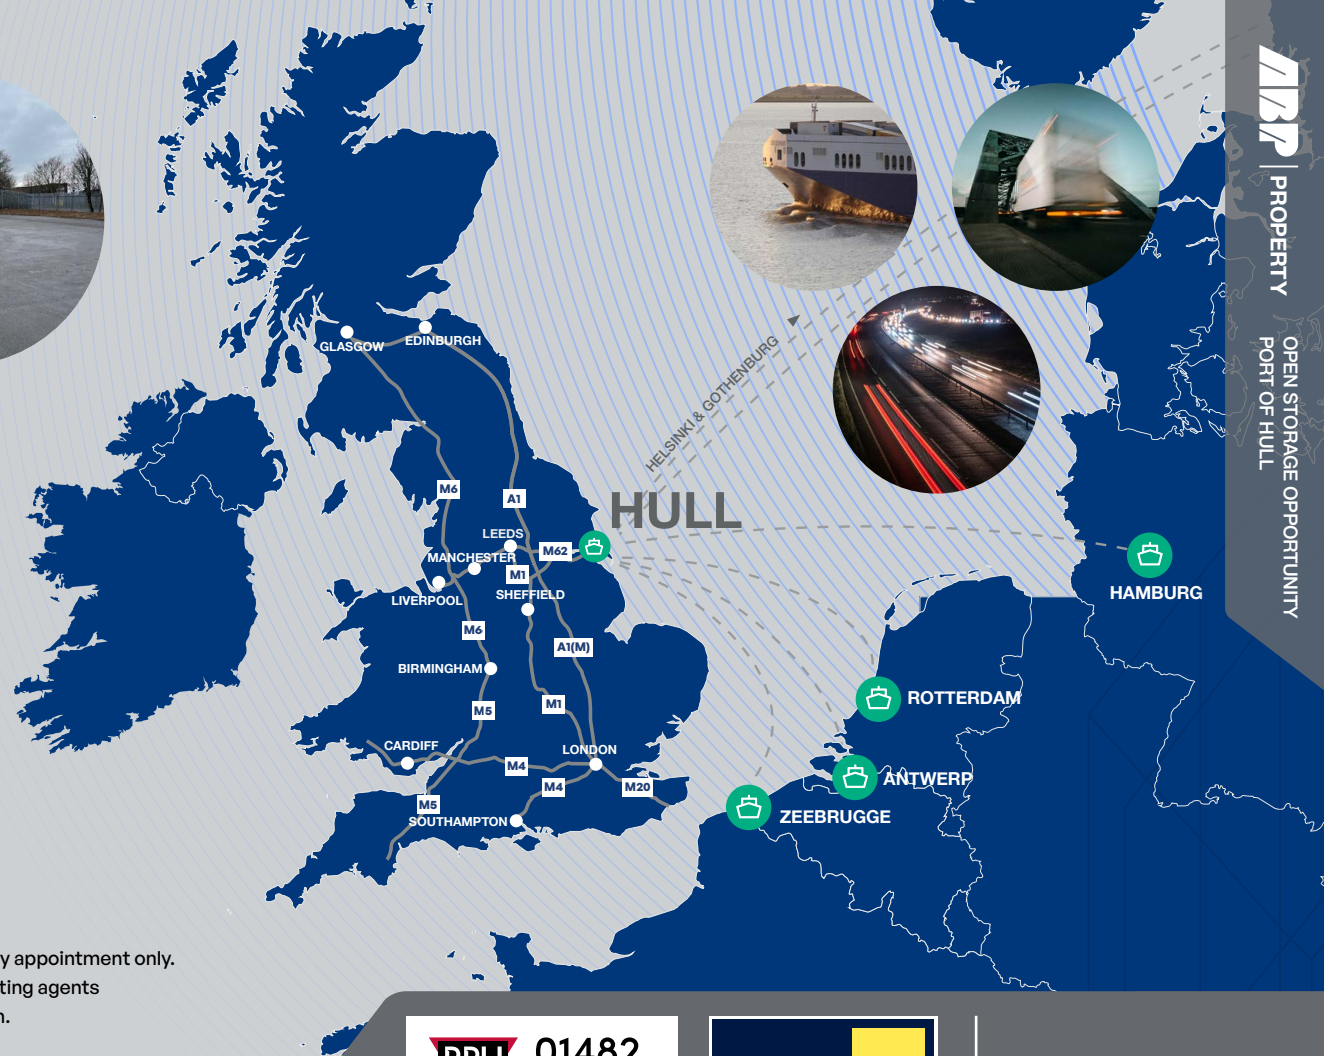 ABP
PROPERTY
OPEN STORAGE OPPORTUNITY
PORT OF HULL
GLASGOW
EDINBURGH
HELSINKI & GOTHENBURG
M6
A1
HULL
LEEDS
M62
MANCHESTER
M1
HAMBURG
LIVERPOOL
SHEFFIELD
M6
A1(M)
BIRMINGHAM
ROTTERDAM
M5
M1
CARDIFF
LONDON
M4
ANTWERP
M4
M20
M5
SOUTHAMPTON
ZEEBRUGGE
y appointment only.
ting agents
n.
PPH
01482